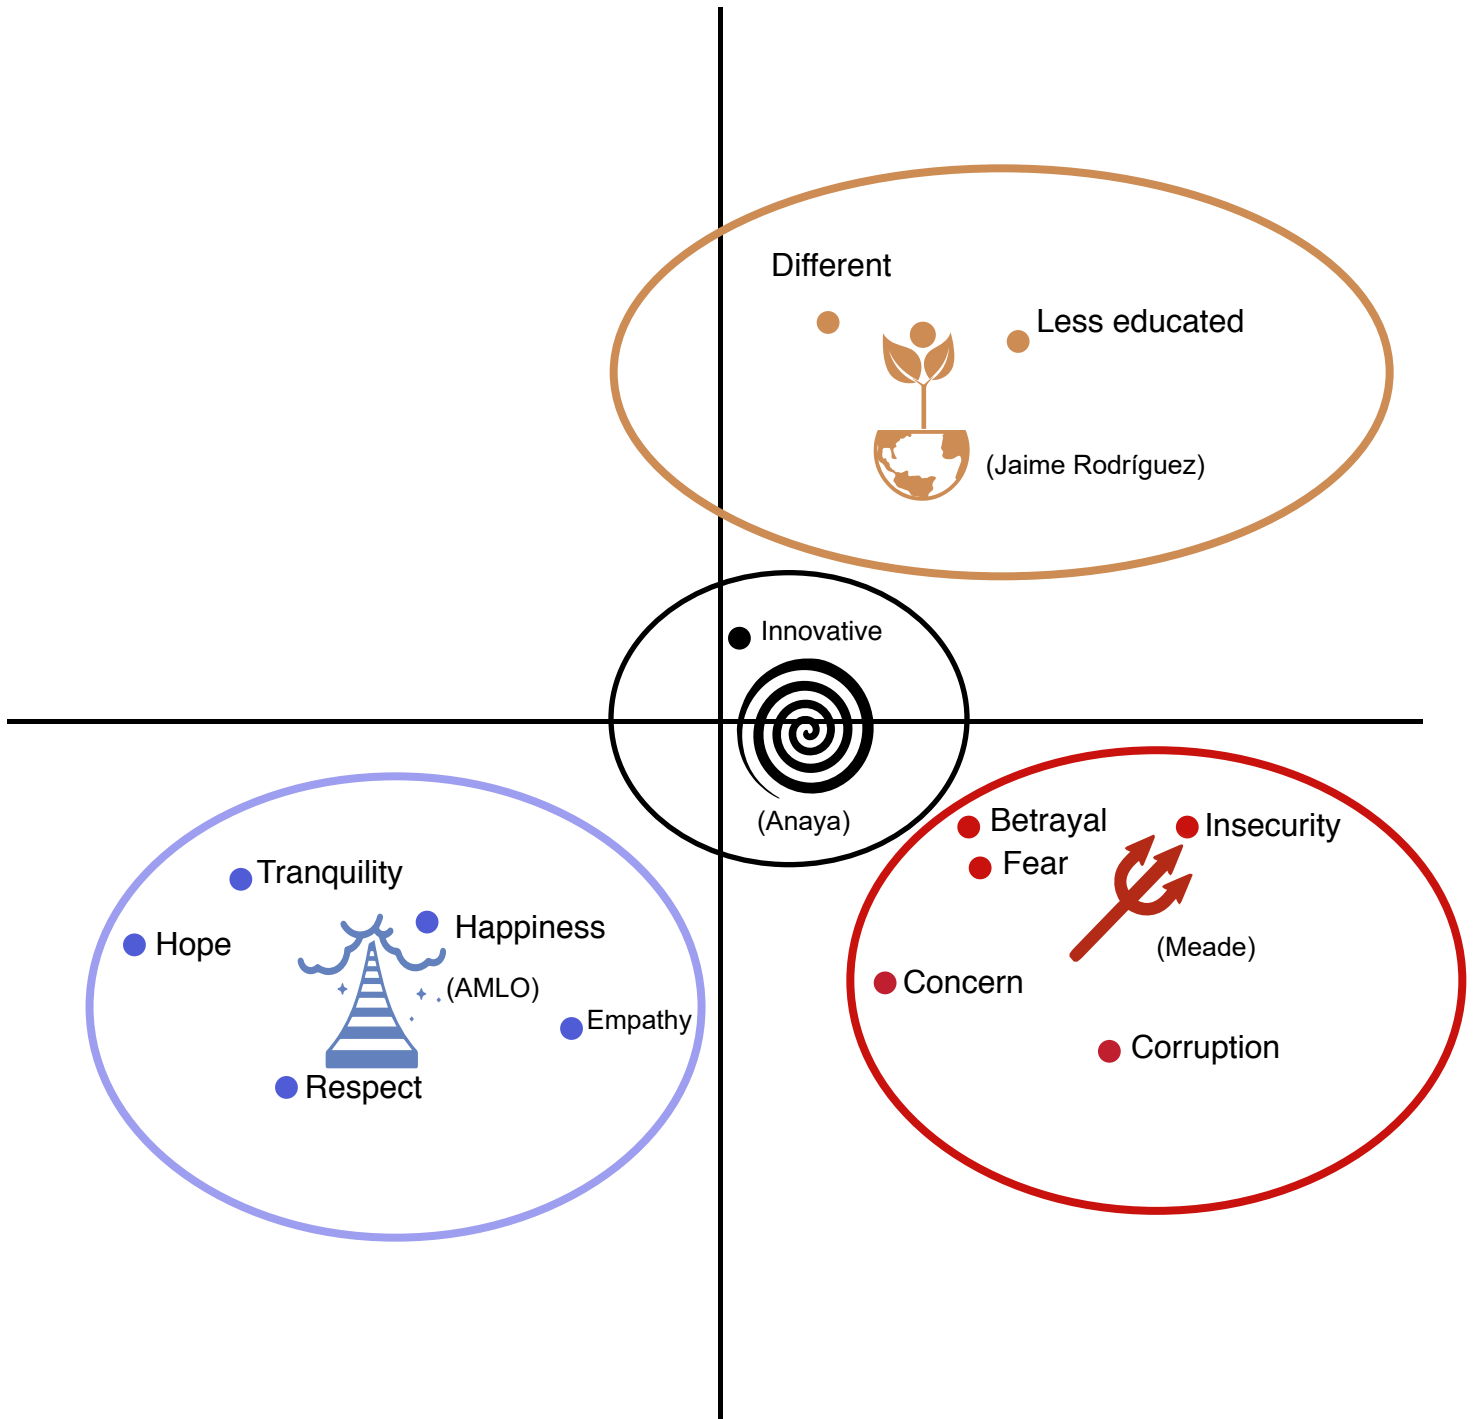 Different
Less educated
(Jaime Rodríguez)
Innovative
(Anaya)
Betrayal
Insecurity
Fear
(Meade)
Concern
Corruption
Tranquility
Happiness
Hope
(AMLO)
Empathy
Respect